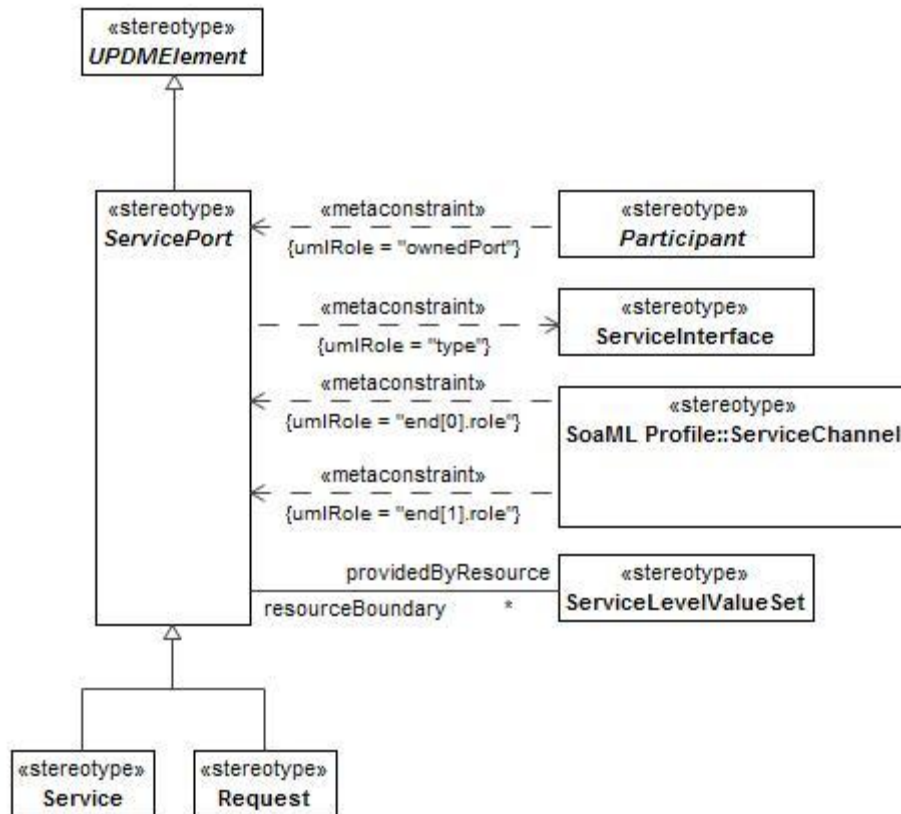 «stereotype»
UPDMElement
«stereotype»
ServicePort
«metaconstraint»
{umlRole = "ownedPort"}
«stereotype»
Participant
«metaconstraint»
{umlRole = "type"}
«stereotype»
ServiceInterface
«metaconstraint»
{umlRole = "end[0].role"}
«metaconstraint»
{umlRole = "end[1].role"}
«stereotype»
SoaML Profile::ServiceChannel
providedByResource
resourceBoundary *
«stereotype»
ServiceLevelValueSet
«stereotype»
Service
«stereotype»
Request